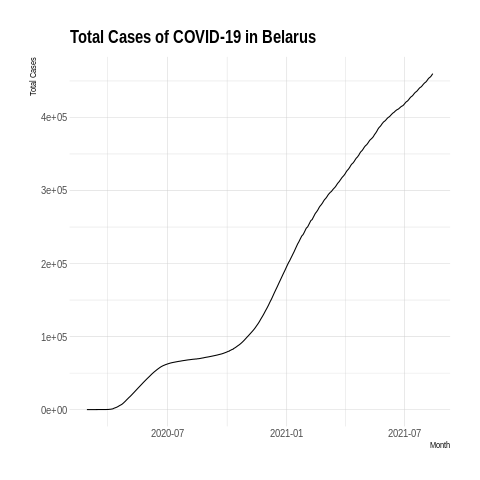 Total Cases of COVID-19 in Belarus
Total Cases
4e+05
3e+05
2e+05
1e+05
0e+00
2020-07 2021-01 2021-07
Month